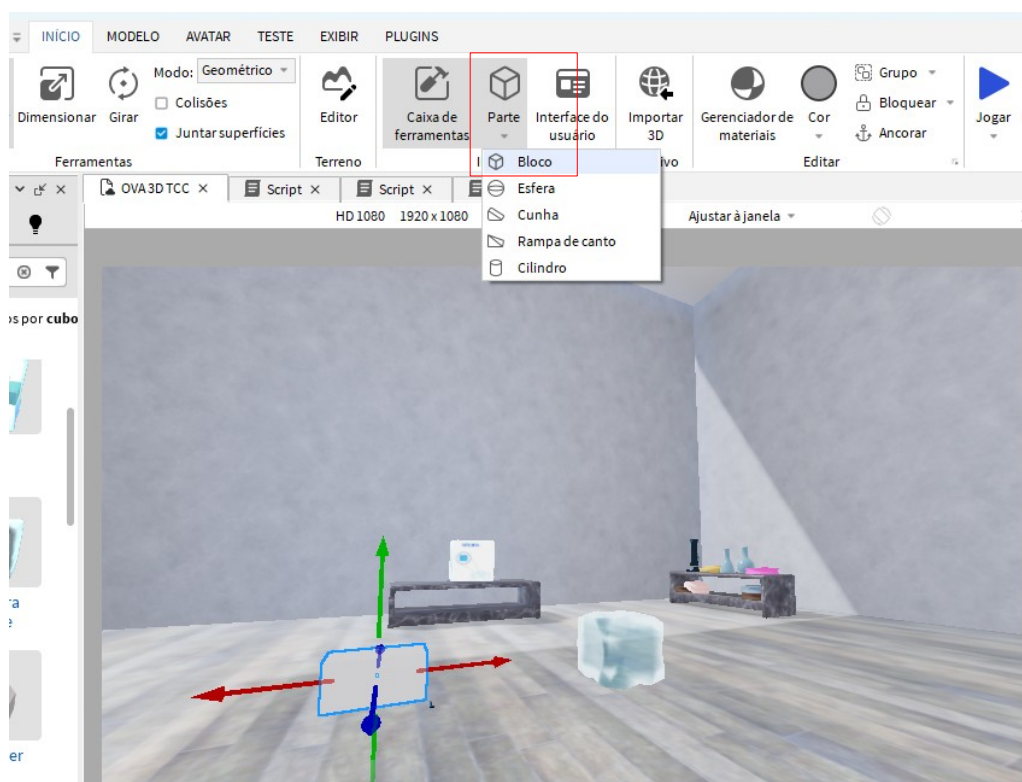 INÍCIO MODELO AVATAR TESTE EXIBIR PLUGINS
Modo: Geométrico
Colisões
Juntar superfícies
Dimensionar Girar
Editor
Caixa de ferramentas
Parte
Interface do usuário
Importar 3D
Gerenciador de materiais
Cor
Grupo
Bloquear
Ancorar
Jogar
Ferramentas
Terreno
Editar
Bloco
Esfera
Cunha
Rampa de canto
Cilindro
OVA 3D TCC Script Script
HD 1080 1920 x 1080 Ajustar à janela
os por cubo